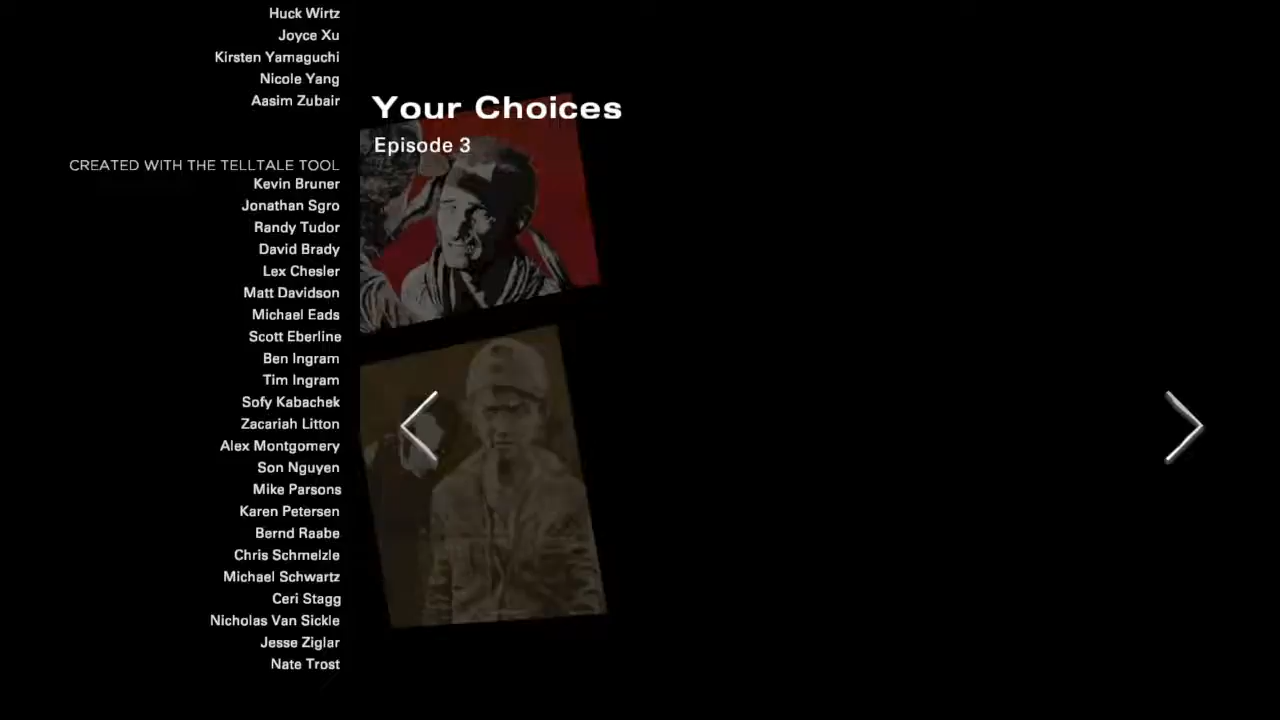 Huck Wirtz
Joyce Xu
Kirsten Yamaguchi
Nicole Yang
Aasim Zubair
CREATED WITH THE TELLTALE TOOL
Kevin Bruner
Jonathan Sgro
Randy Tudor
David Brady
Lex Chesler
Matt Davidson
Michael Eads
Scott Eberline
Ben Ingram
Tim Ingram
Sofy Kabachek
Zacariah Litton
Alex Montgomery
Son Nguyen
Mike Parsons
Karen Petersen
Bernd Raabe
Chris Schmelzle
Michael Schwartz
Ceri Stagg
Nicholas Van Sickle
Jesse Ziglar
Nate Trost
Your Choices
Episode 3